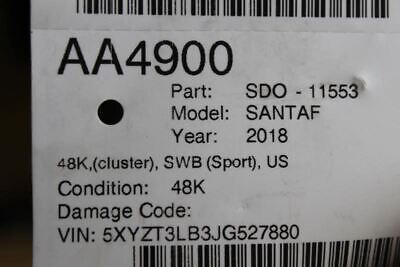 AA4900
Part: SDO - 11553
Model: SANTAF
Year: 2018
48K,(cluster), SWB (Sport), US
Condition: 48K
Damage Code:
VIN: 5XYZT3LB3JG527880